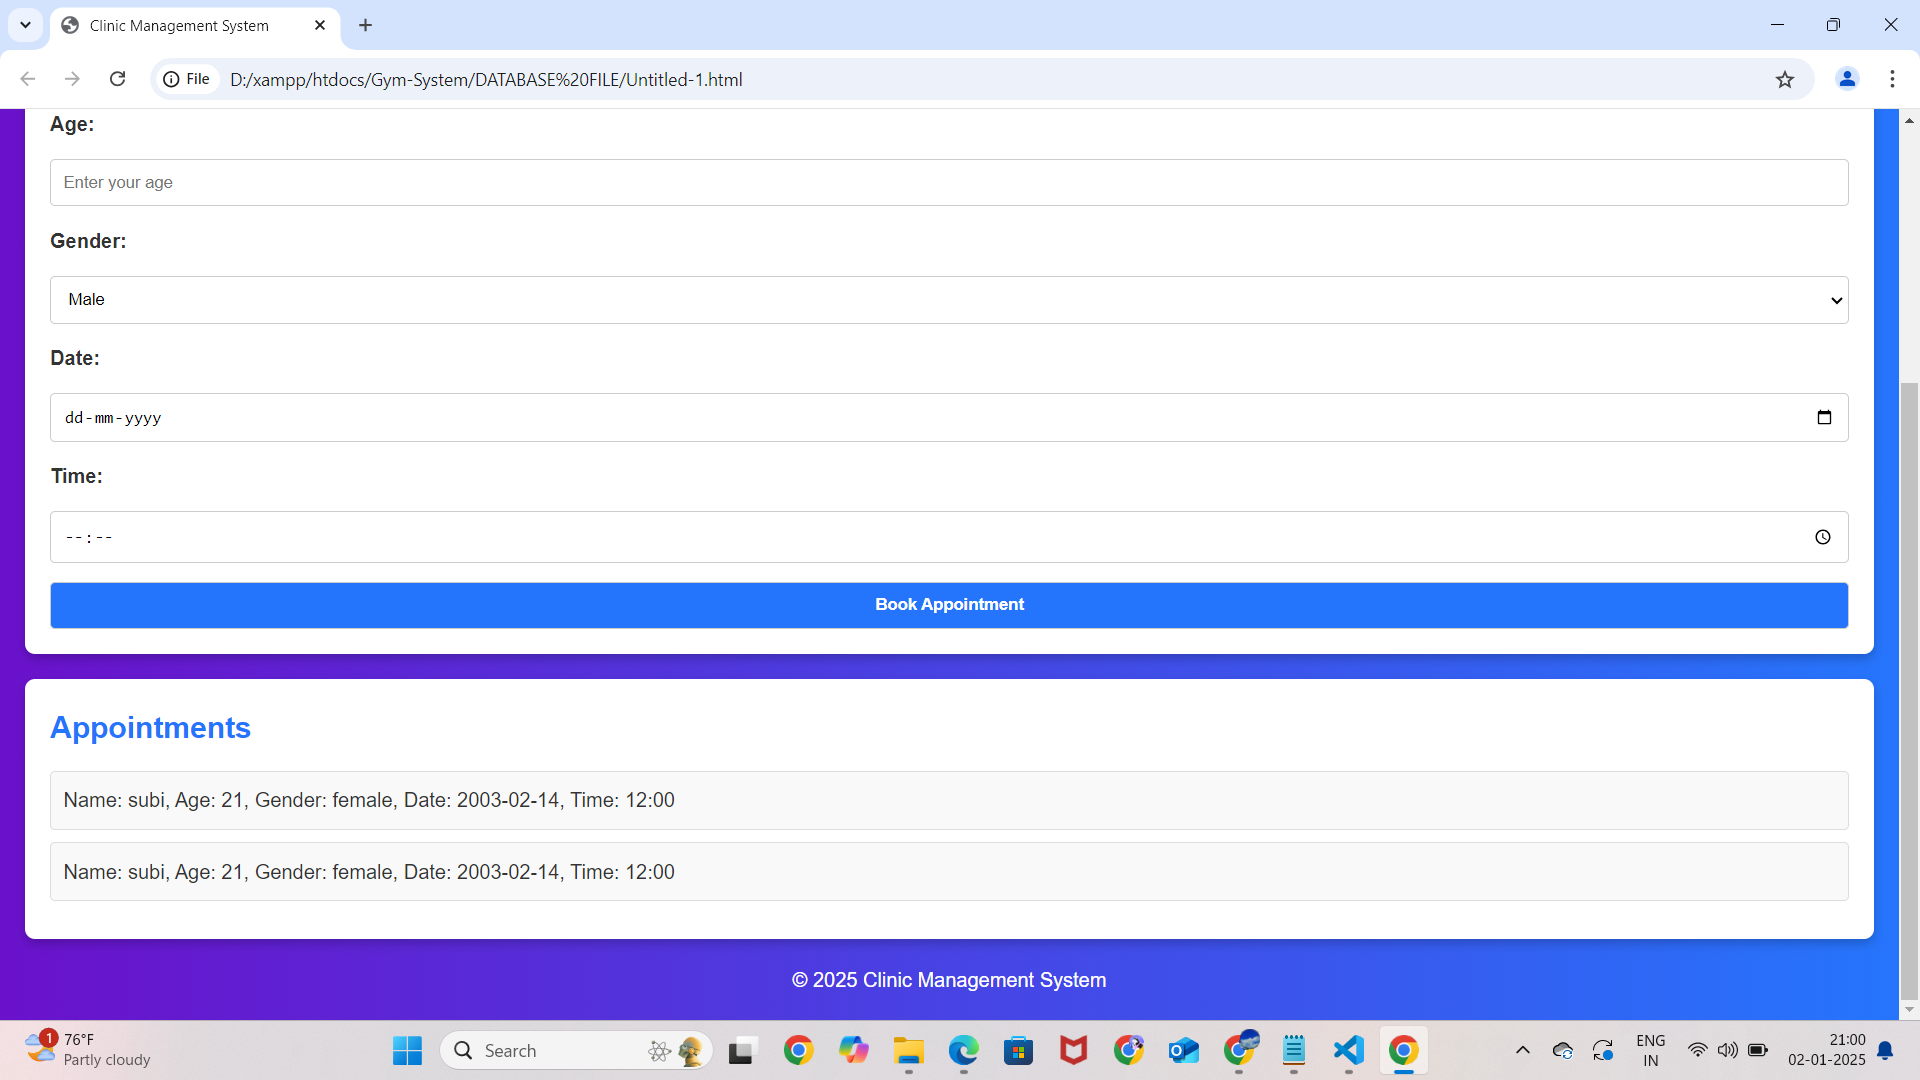 Clinic Management System
File
D:/xampp/htdocs/Gym-System/DATABASE%20FILE/Untitled-1.html
Age:
Enter your age
Gender:
Male
Date:
dd-mm-yyyy
Time:
--:--
Book Appointment
Appointments
Name: subi, Age: 21, Gender: female, Date: 2003-02-14, Time: 12:00
Name: subi, Age: 21, Gender: female, Date: 2003-02-14, Time: 12:00
© 2025 Clinic Management System
1
76°F
Partly cloudy
Search
ENG
IN
21:00
02-01-2025